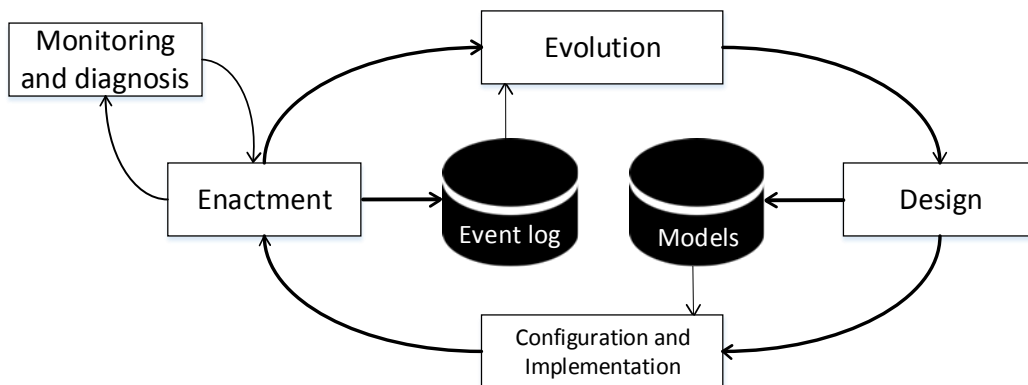 Monitoring
and diagnosis
Evolution
Enactment
Event log
Models
Design
Configuration and
Implementation